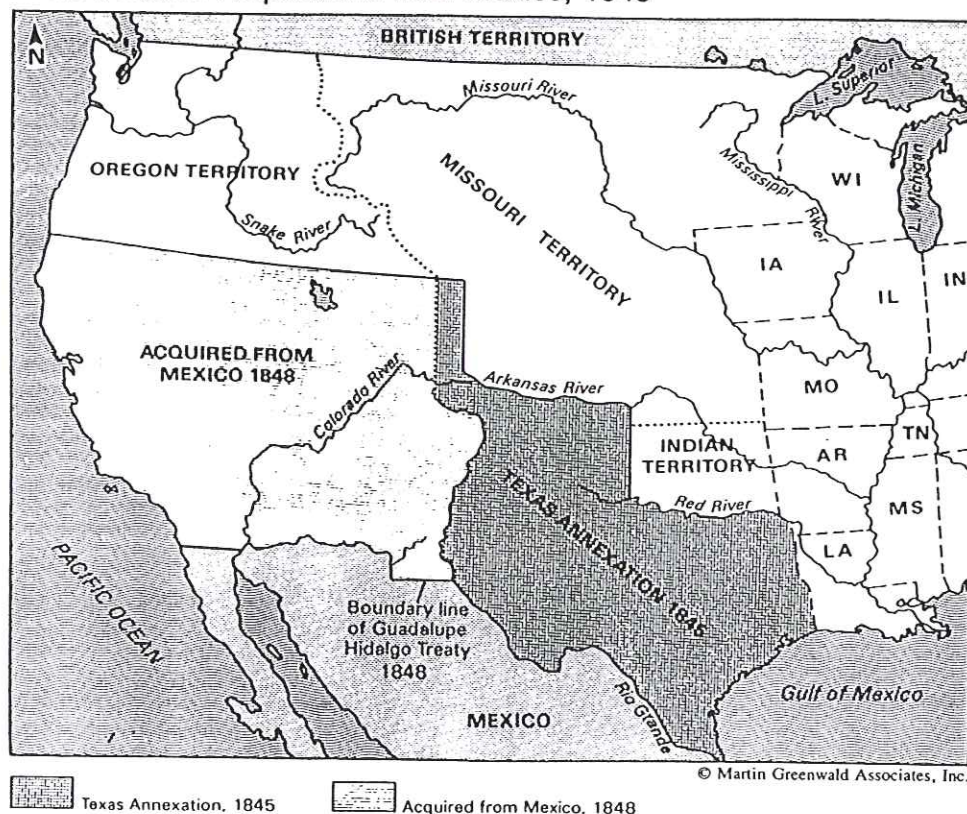 Mexico, 1848
N
BRITISH TERRITORY
L. Superior
Missouri River
Mississippi River
L. Michigan
WI
OREGON TERRITORY
MISSOURI TERRITORY
Snake River
IA
IL
IN
ACQUIRED FROM
MEXICO 1848
Colorado River
Arkansas River
MO
INDIAN
TERRITORY
AR
TN
Red River
MS
LA
TEXAS ANNEXATION 1845
PACIFIC OCEAN
Boundary line
of Guadalupe
Hidalgo Treaty
1848
MEXICO
Rio Grande
Gulf of Mexico
© Martin Greenwald Associates, Inc.
Texas Annexation, 1845
Acquired from Mexico, 1848